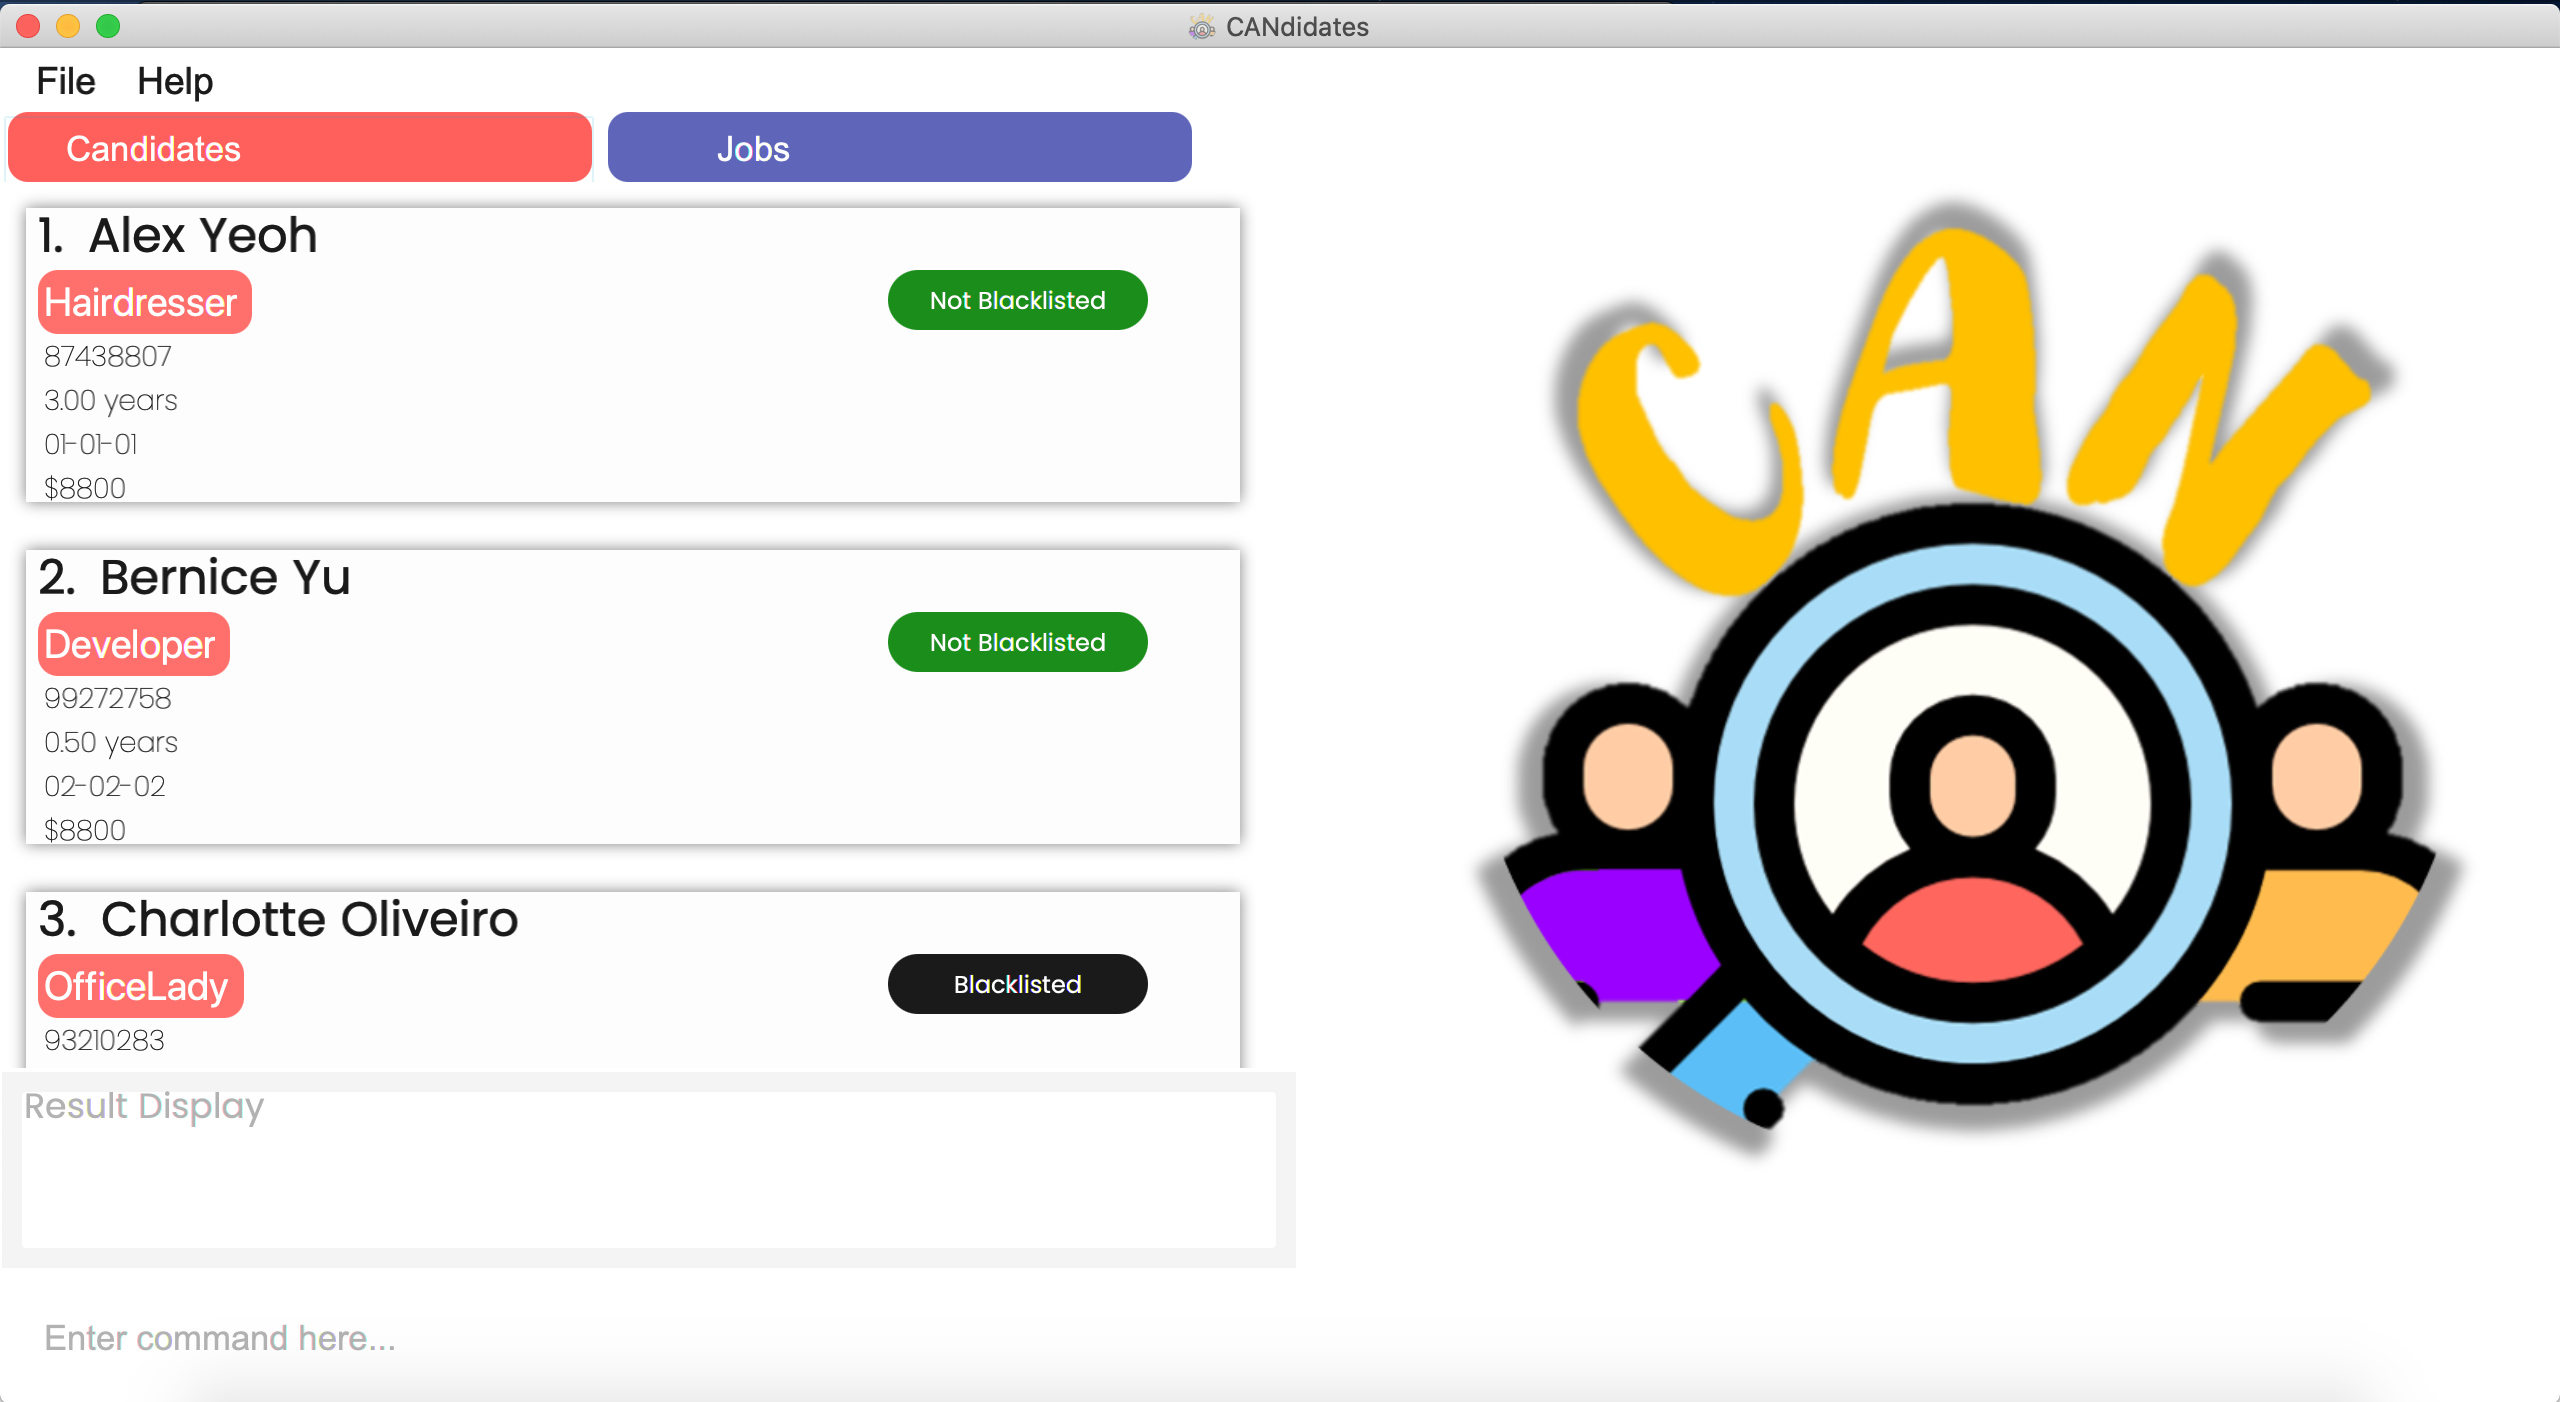 CANdidates
File Help
Candidates Jobs
1. Alex Yeoh
Hairdresser Not Blacklisted
87438807
3.00 years
01-01-01
$8800
2. Bernice Yu
Developer Not Blacklisted
99272758
0.50 years
02-02-02
$8800
3. Charlotte Oliveiro
OfficeLady Blacklisted
93210283
Result Display
Enter command here...
CAN